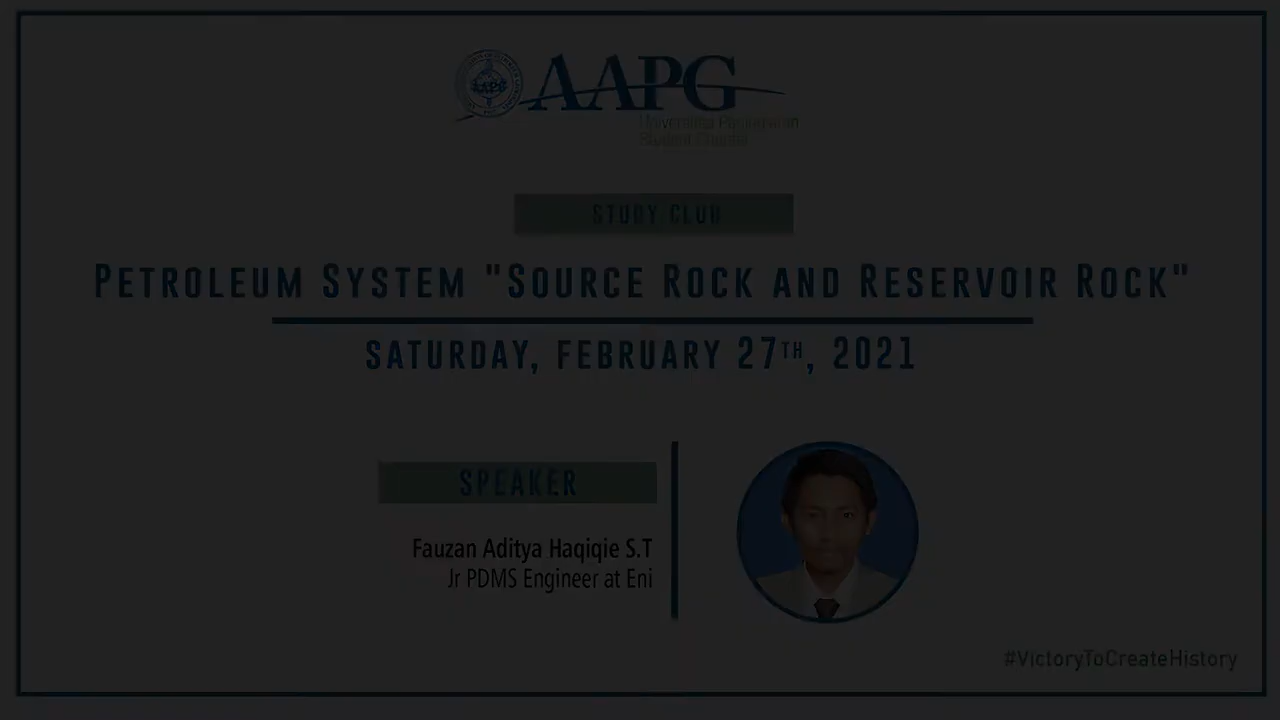 AAPG
Universitas Padjadjaran
Student Chapter
STUDY CLUB
PETROLEUM SYSTEM "SOURCE ROCK AND RESERVOIR ROCK"
SATURDAY, FEBRUARY 27TH, 2021
SPEAKER
Fauzan Aditya Haqiqie S.T
Jr PDMS Engineer at Eni
#VictoryToCreateHistory